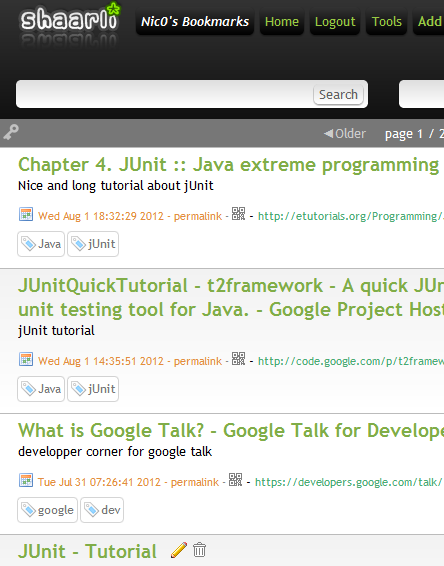 shaarli
Nic0's Bookmarks Home Logout Tools Add
Search
◄Older page 1 / 2
Chapter 4. JUnit :: Java extreme programming
Nice and long tutorial about jUnit
Wed Aug 1 18:32:29 2012 - permalink - - http://etutorials.org/Programming/
Java jUnit
JUnitQuickTutorial - t2framework - A quick JUn
unit testing tool for Java. - Google Project Host
jUnit tutorial
Wed Aug 1 14:35:51 2012 - permalink - - http://code.google.com/p/t2framew
Java jUnit
What is Google Talk? - Google Talk for Develope
developper corner for google talk
Tue Jul 31 07:26:41 2012 - permalink - - https://developers.google.com/talk/
google dev
JUnit - Tutorial